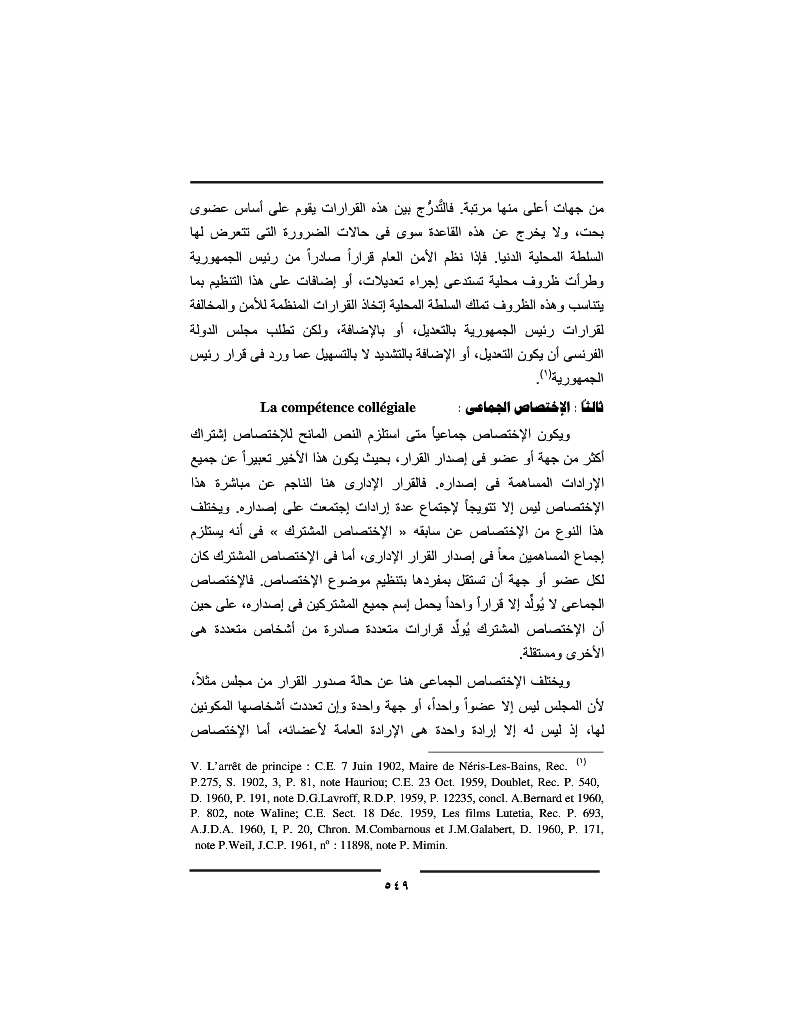 من جهات أعلى منها مرتبة. فالتَّدرُّج بين هذه القرارات يقوم على أساس عضوى
بحت، ولا يخرج عن هذه القاعدة سوى فى حالات الضرورة التى تتعرض لها
السلطة المحلية الدنيا. فإذا نظم الأمن العام قراراً صادراً من رئيس الجمهورية
وطرأت ظروف محلية تستدعى إجراء تعديلات، أو إضافات على هذا التنظيم بما
يتناسب وهذه الظروف تملك السلطة المحلية إتخاذ القرارات المنظمة للأمن والمخالفة
لقرارات رئيس الجمهورية بالتعديل، أو بالإضافة، ولكن تطلب مجلس الدولة
الفرنسى أن يكون التعديل، أو الإضافة بالتشديد لا بالتسهيل عما ورد فى قرار رئيس
الجمهورية(١).
ثالثـاً : الإختصاص الجماعى : La compétence collégiale
ويكون الإختصاص جماعياً متى استلزم النص المانح للإختصاص إشتراك
أكثر من جهة أو عضو فى إصدار القرار، بحيث يكون هذا الأخير تعبيراً عن جميع
الإرادات المساهمة فى إصداره. فالقرار الإدارى هنا الناجم عن مباشرة هذا
الإختصاص ليس إلا تتويجاً لإجتماع عدة إرادات إجتمعت على إصداره. ويختلف
هذا النوع من الإختصاص عن سابقه « الإختصاص المشترك » فى أنه يستلزم
إجماع المساهمين معاً فى إصدار القرار الإدارى، أما فى الإختصاص المشترك كان
لكل عضو أو جهة أن تستقل بمفردها بتنظيم موضوع الإختصاص. فالإختصاص
الجماعى لا يُولِّد إلا قراراً واحداً يحمل إسم جميع المشتركين فى إصداره، على حين
أن الإختصاص المشترك يُولِّد قرارات متعددة صادرة من أشخاص متعددة هى
الأخرى ومستقلة.
ويختلف الإختصاص الجماعى هنا عن حالة صدور القرار من مجلس مثلاً،
لأن المجلس ليس إلا عضواً واحداً، أو جهة واحدة وإن تعددت أشخاصها المكونين
لها، إذ ليس له إلا إرادة واحدة هى الإرادة العامة لأعضائه، أما الإختصاص
V. L'arrêt de principe : C.E. 7 Juin 1902, Maire de Néris-Les-Bains, Rec. (١)
P.275, S. 1902, 3, P. 81, note Hauriou; C.E. 23 Oct. 1959, Doublet, Rec. P. 540,
D. 1960, P. 191, note D.G.Lavroff, R.D.P. 1959, P. 12235, concl. A.Bernard et 1960,
P. 802, note Waline; C.E. Sect. 18 Déc. 1959, Les films Lutetia, Rec. P. 693,
A.J.D.A. 1960, I, P. 20, Chron. M.Combarnous et J.M.Galabert, D. 1960, P. 171,
note P.Weil, J.C.P. 1961, nº : 11898, note P. Mimin.
٥٤٩